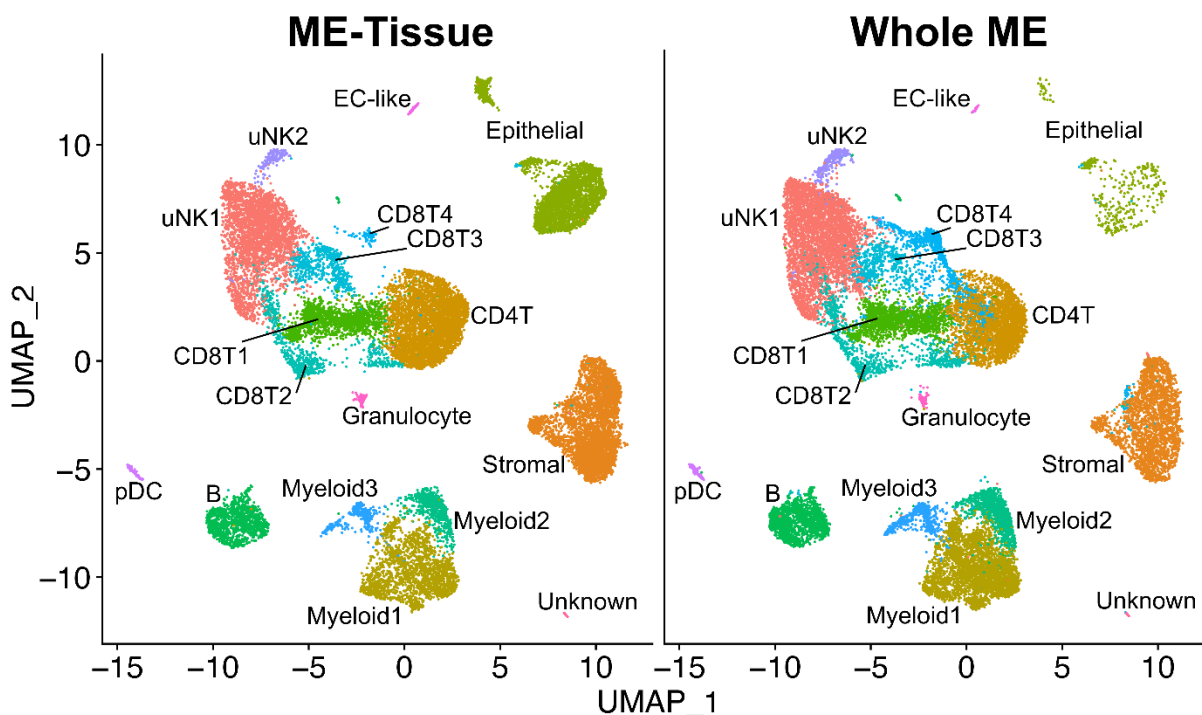 ME-Tissue
Whole ME
EC-like
Epithelial
uNK2
uNK1
CD8T4
CD8T3
CD4T
CD8T1
CD8T2
Granulocyte
Stromal
pDC
B
Myeloid3
Myeloid2
Myeloid1
Unknown
EC-like
Epithelial
uNK2
uNK1
CD8T4
CD8T3
CD4T
CD8T1
CD8T2
Granulocyte
Stromal
pDC
B
Myeloid3
Myeloid2
Myeloid1
Unknown
10
5
0
−5
−10
UMAP_2
−15 −10 −5 0 5 10
−15 −10 −5 0 5 10
UMAP_1